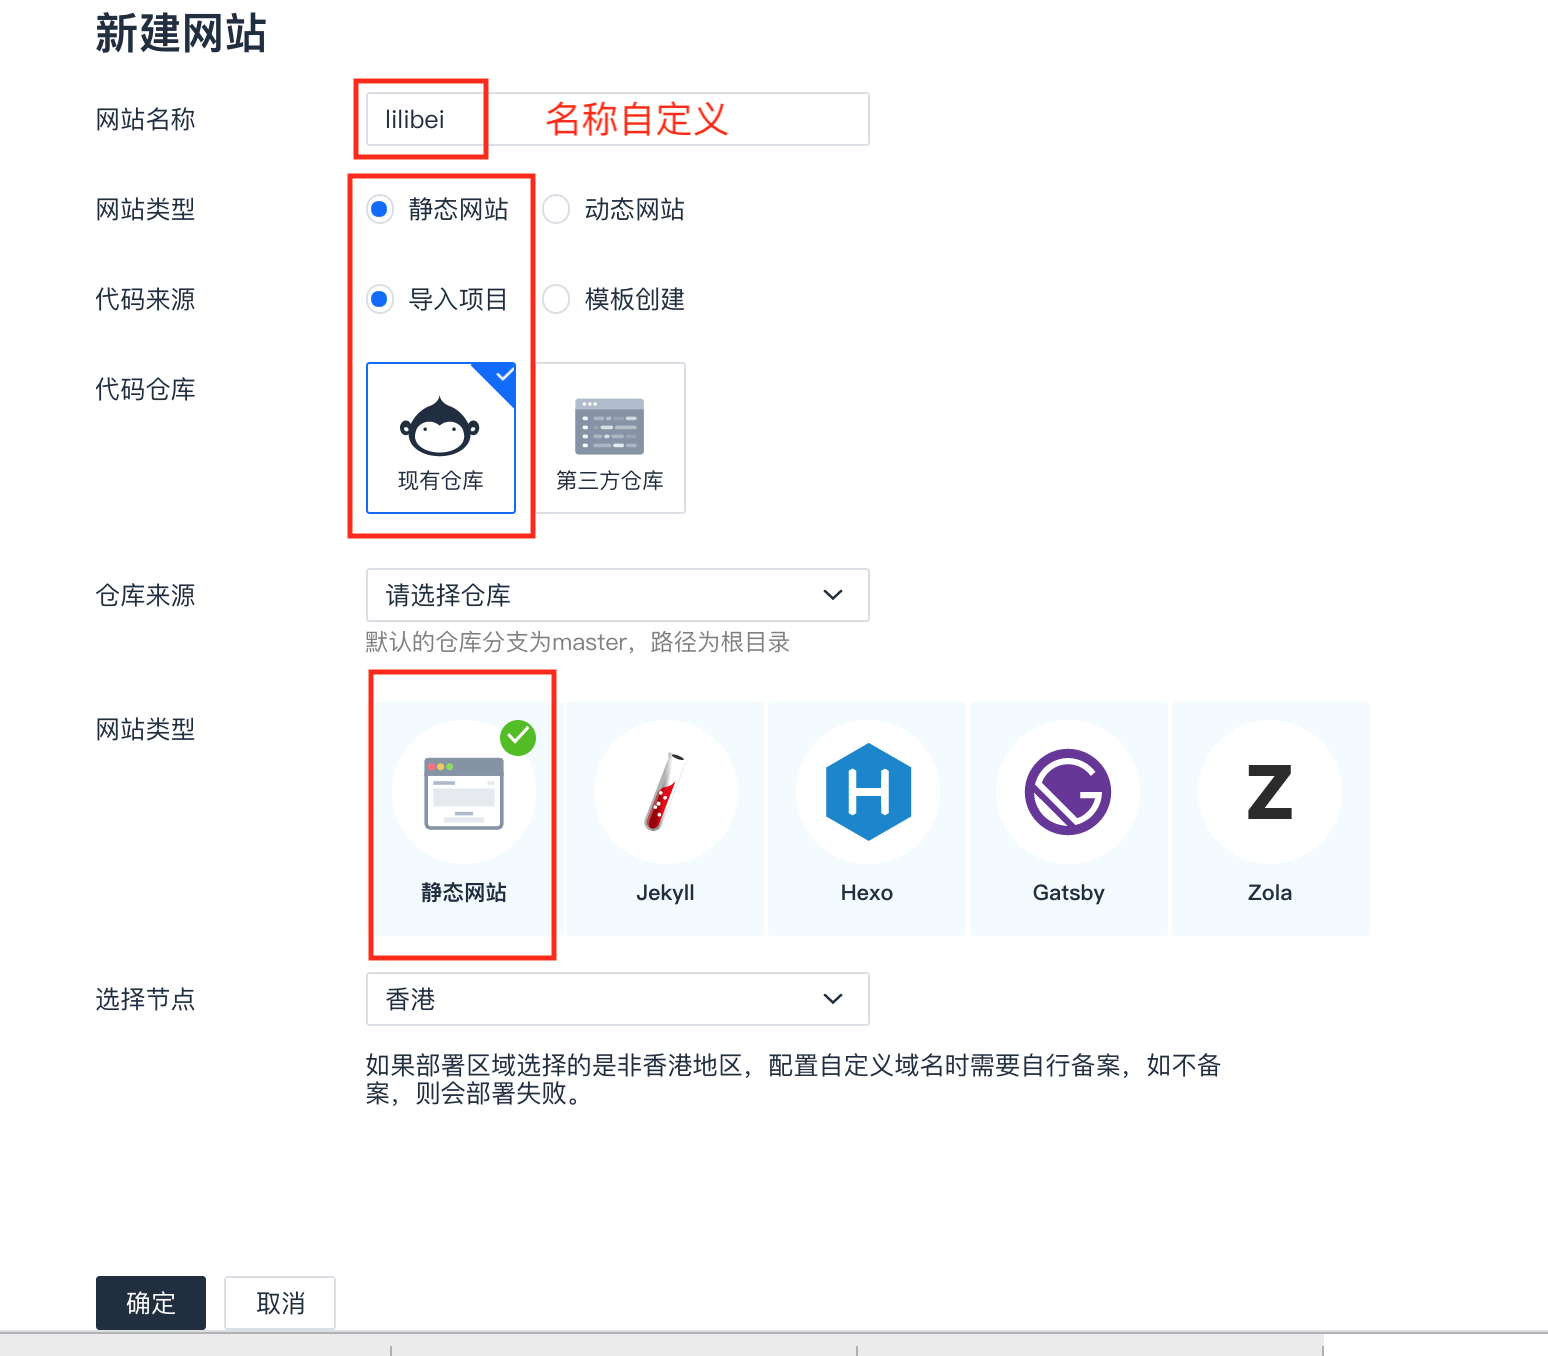 新建网站
网站名称 lilibei 名称自定义
网站类型 静态网站 动态网站
代码来源 导入项目 模板创建
代码仓库
现有仓库 第三方仓库
仓库来源 请选择仓库
默认的仓库分支为master，路径为根目录
网站类型
静态网站 Jekyll Hexo Gatsby Zola
选择节点 香港
如果部署区域选择的是非香港地区，配置自定义域名时需要自行备案，如不备
案，则会部署失败。
确定 取消